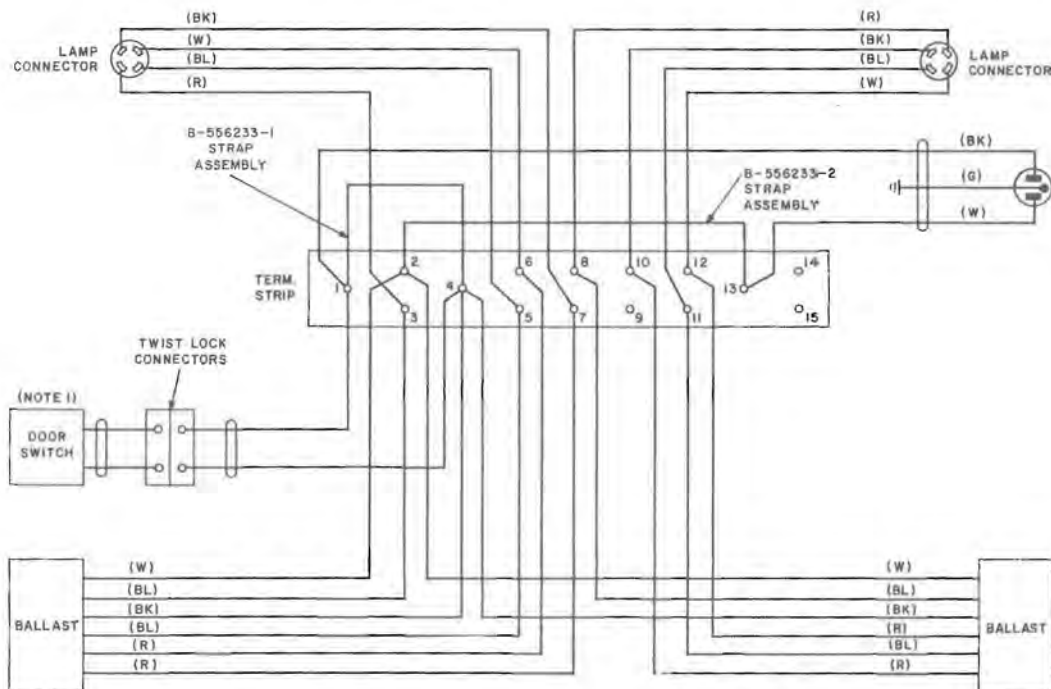 (BK)
(W)
(BL)
(R)
LAMP
CONNECTOR
(R)
(BK)
(BL)
(W)
LAMP
CONNECTOR
B-556233-1
STRAP
ASSEMBLY
(BK)
(G)
(W)
B-556233-2
STRAP
ASSEMBLY
TERM.
STRIP
1
2
3
4
5
6
7
8
9
10
11
12
13
14
15
TWIST LOCK
CONNECTORS
(NOTE 1)
DOOR
SWITCH
BALLAST
(W)
(BL)
(BK)
(BL)
(R)
(R)
(W)
(BL)
(BK)
(R)
(BL)
(R)
BALLAST